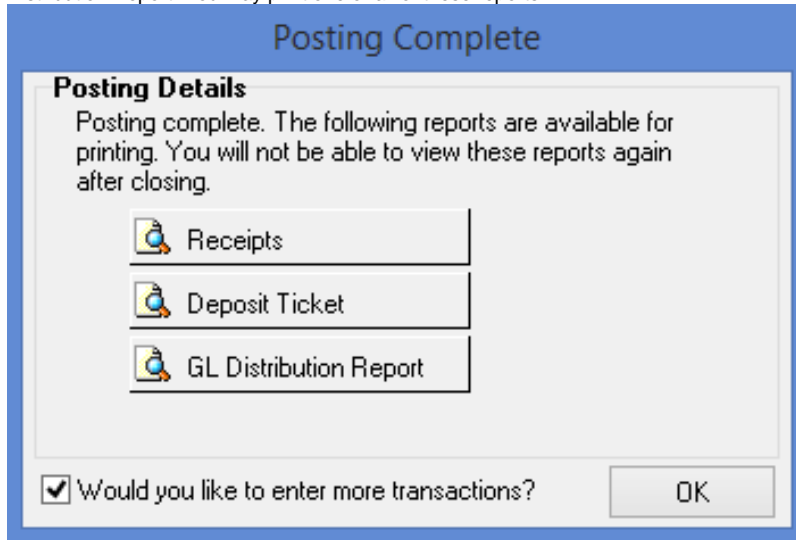 Posting Complete
Posting Details
Posting complete. The following reports are available for
printing. You will not be able to view these reports again
after closing.
Receipts
Deposit Ticket
GL Distribution Report
Would you like to enter more transactions?
OK